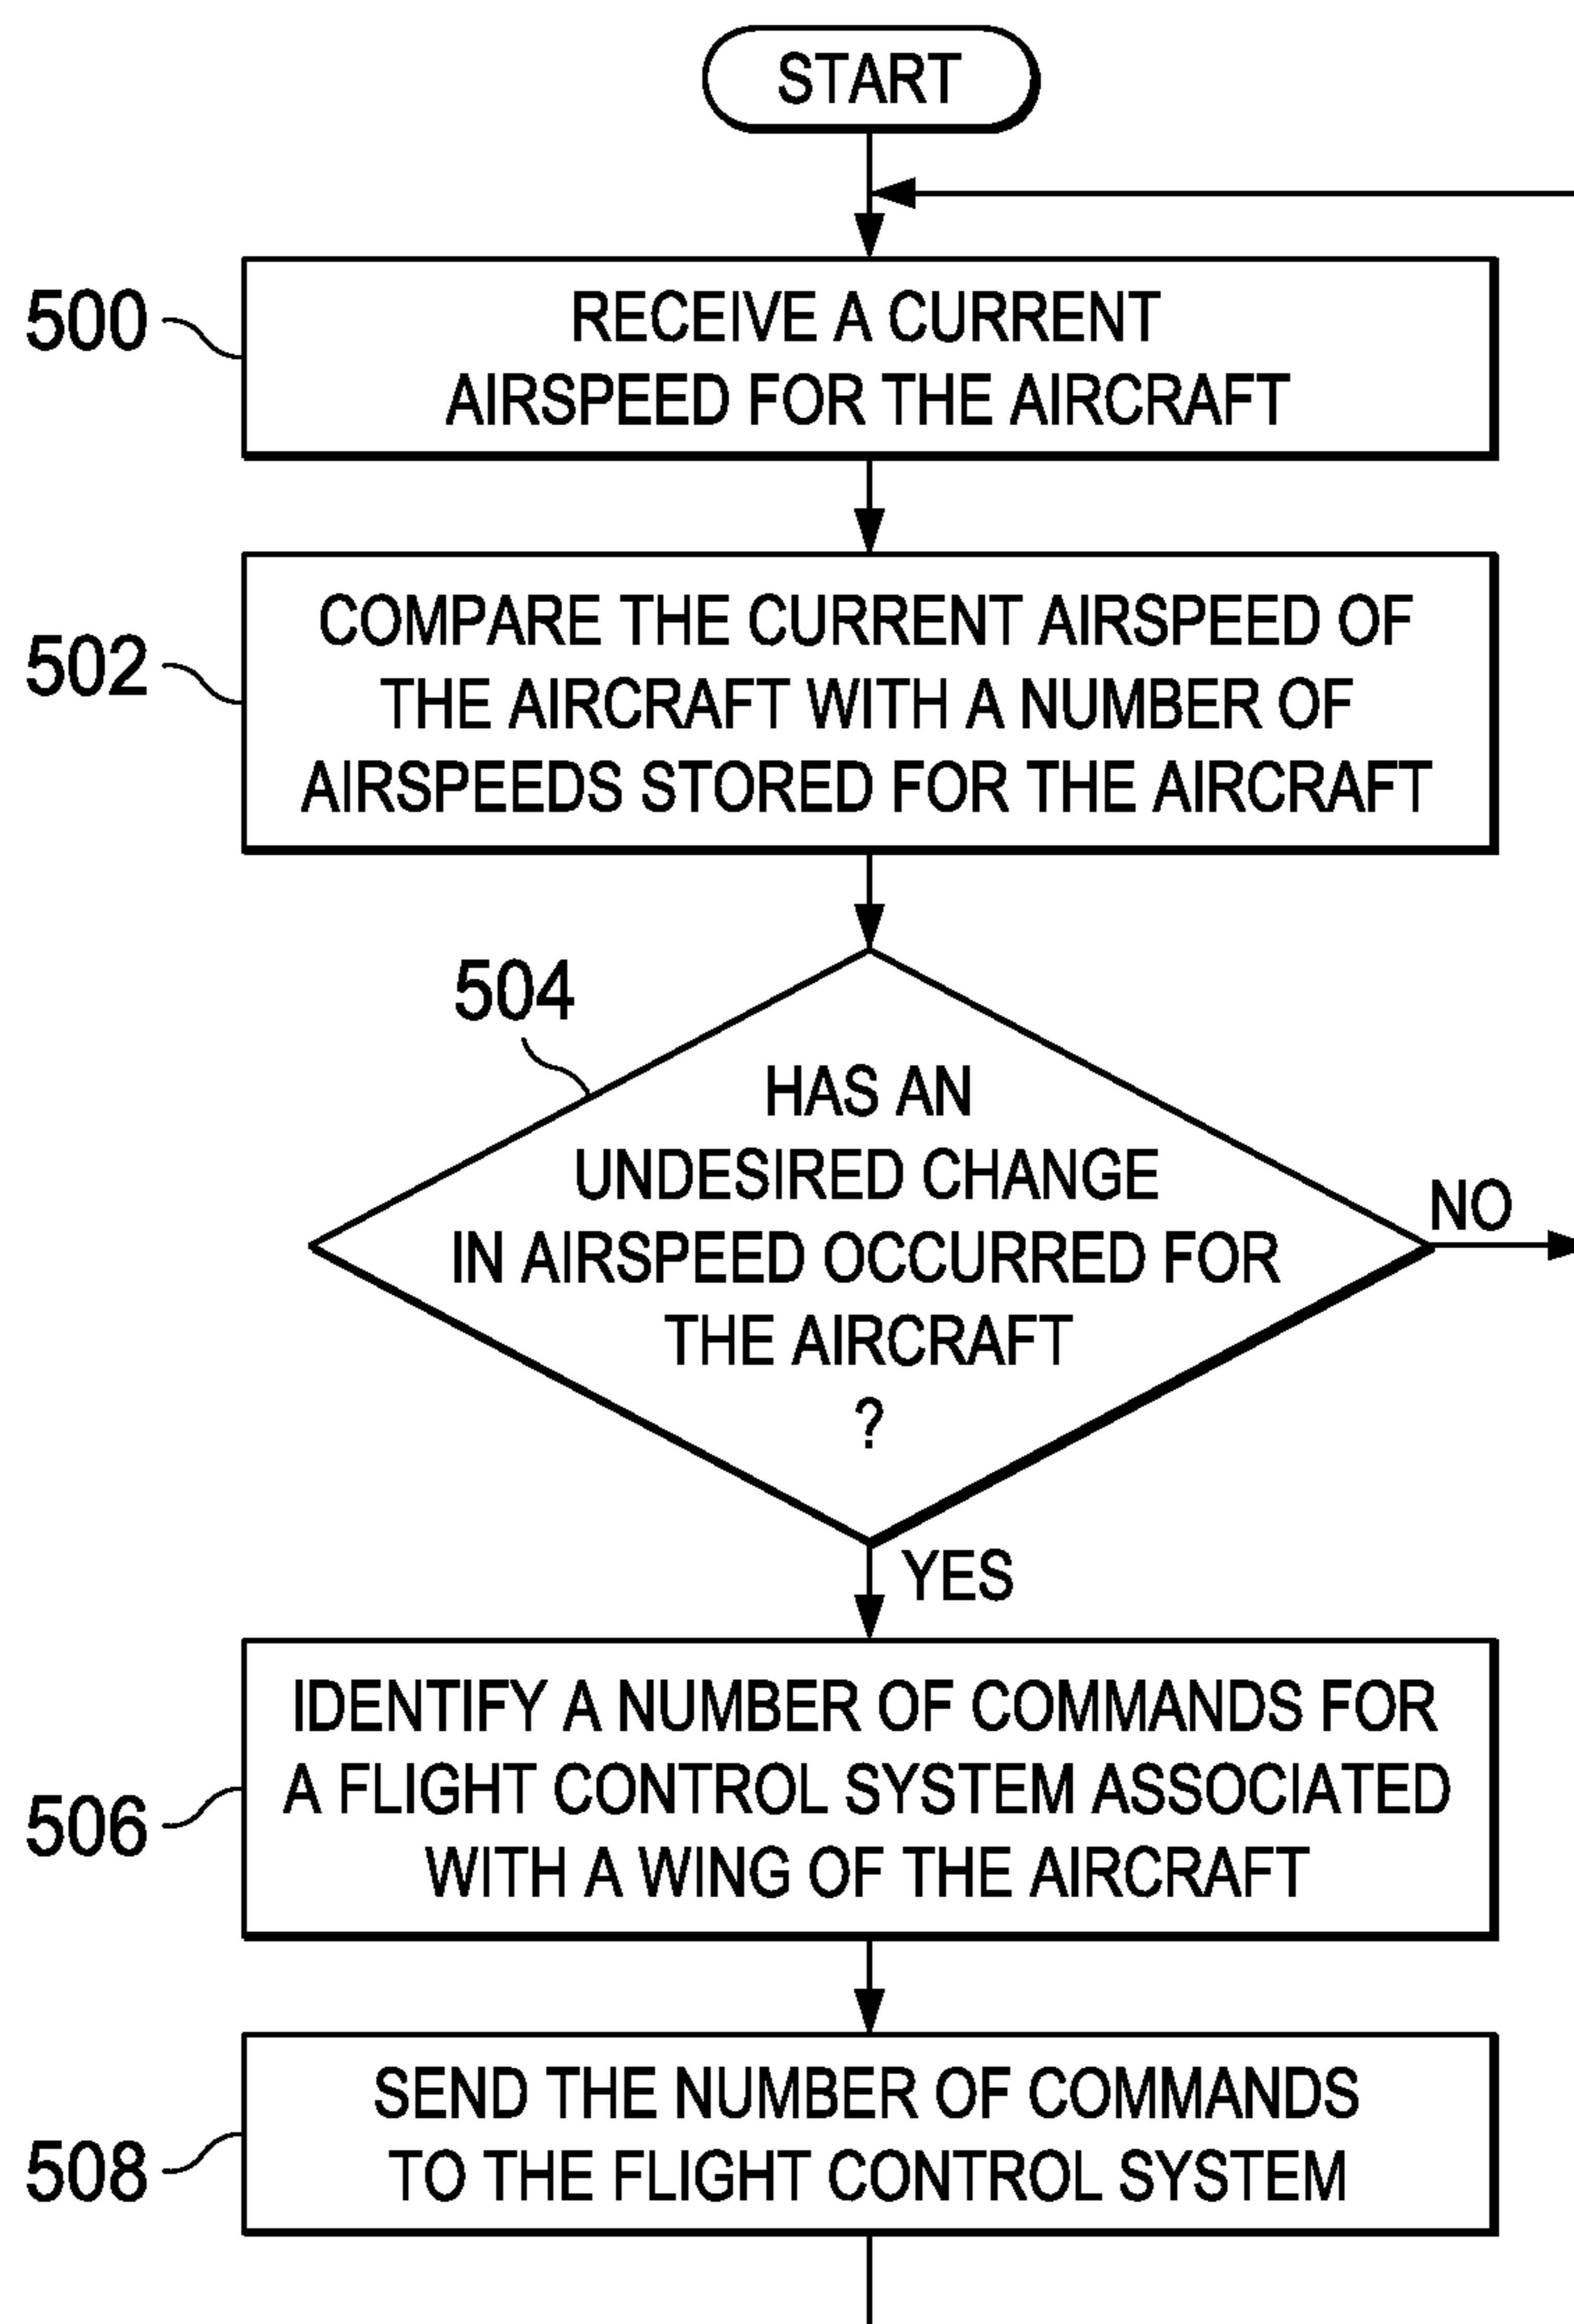 START
500
RECEIVE A CURRENT
AIRSPEED FOR THE AIRCRAFT
502
COMPARE THE CURRENT AIRSPEED OF
THE AIRCRAFT WITH A NUMBER OF
AIRSPEEDS STORED FOR THE AIRCRAFT
504
HAS AN
UNDESIRED CHANGE
IN AIRSPEED OCCURRED FOR
THE AIRCRAFT
?
NO
YES
506
IDENTIFY A NUMBER OF COMMANDS FOR
A FLIGHT CONTROL SYSTEM ASSOCIATED
WITH A WING OF THE AIRCRAFT
508
SEND THE NUMBER OF COMMANDS
TO THE FLIGHT CONTROL SYSTEM